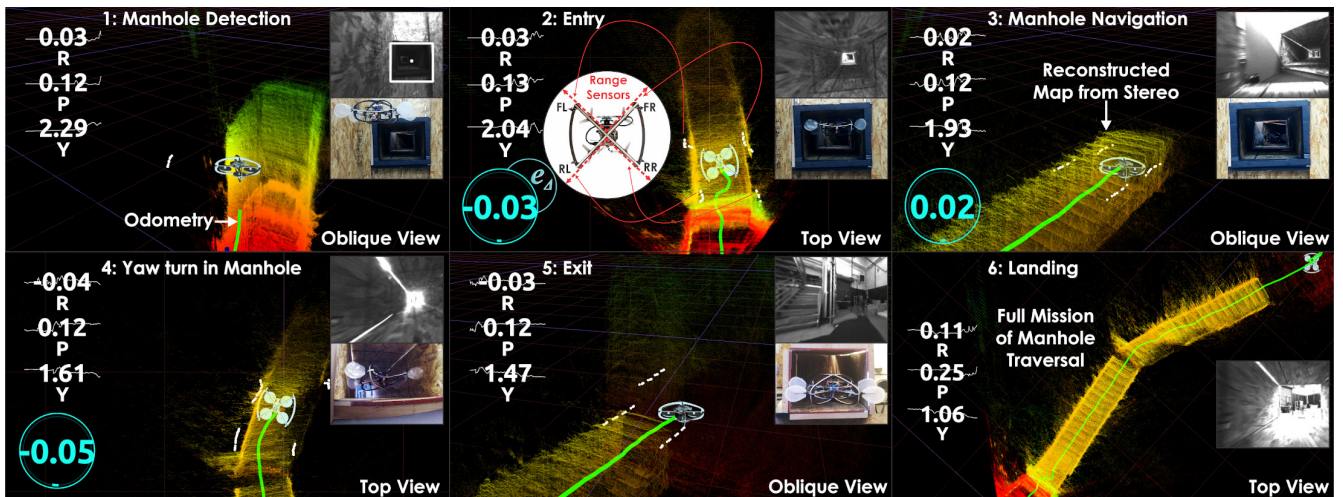 1: Manhole Detection
0.03
R
0.12
P
2.29
Y
Odometry
Oblique View
2: Entry
0.03
R
0.13
P
2.04
Y
Range
Sensors
FL
FR
RL
RR
eΔ
-0.03
Top View
3: Manhole Navigation
0.02
R
0.12
P
1.93
Y
Reconstructed
Map from Stereo
0.02
Oblique View
4: Yaw turn in Manhole
-0.04
R
0.12
P
1.61
Y
-0.05
Top View
5: Exit
-0.03
R
0.12
P
1.47
Y
Oblique View
6: Landing
Full Mission
of Manhole
Traversal
0.11
R
0.25
P
1.06
Y
Top View